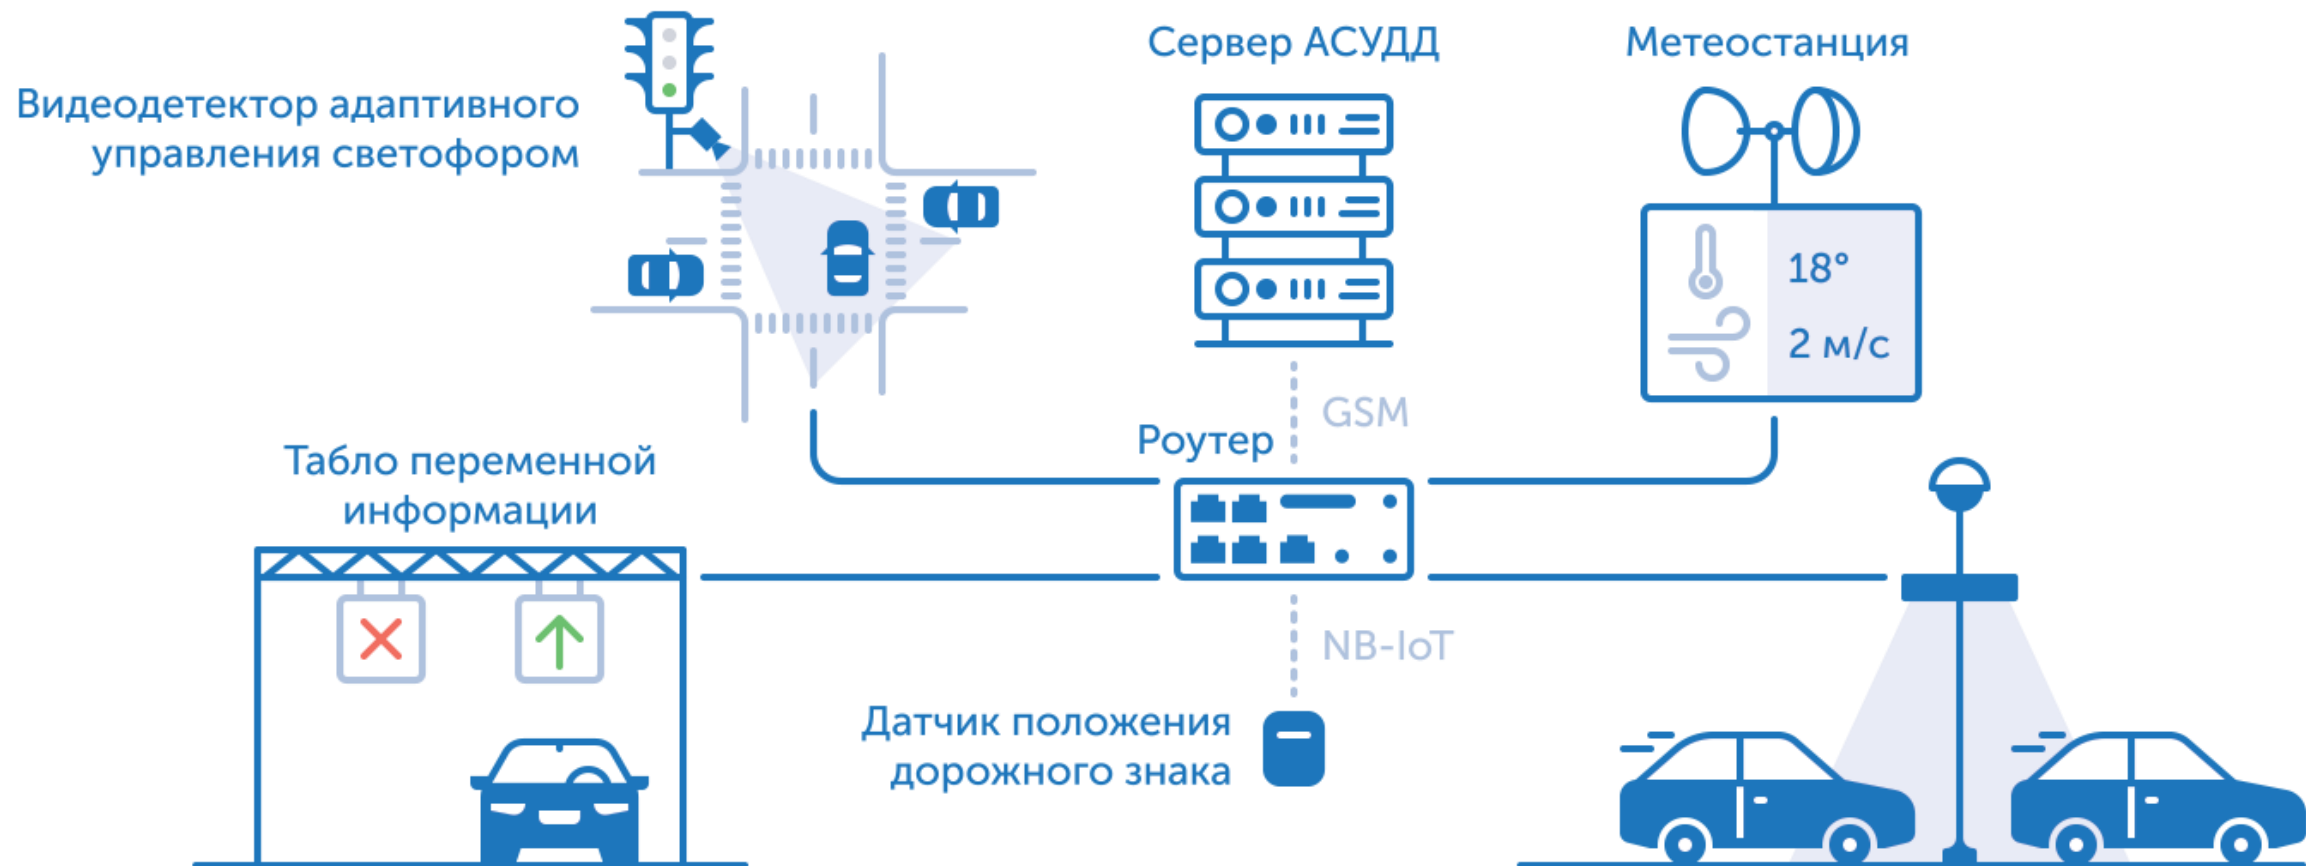 Видеодетектор адаптивного
управления светофором
Сервер АСУДД
Метеостанция
18°
2 м/с
GSM
Роутер
Табло переменной
информации
NB-IoT
Датчик положения
дорожного знака